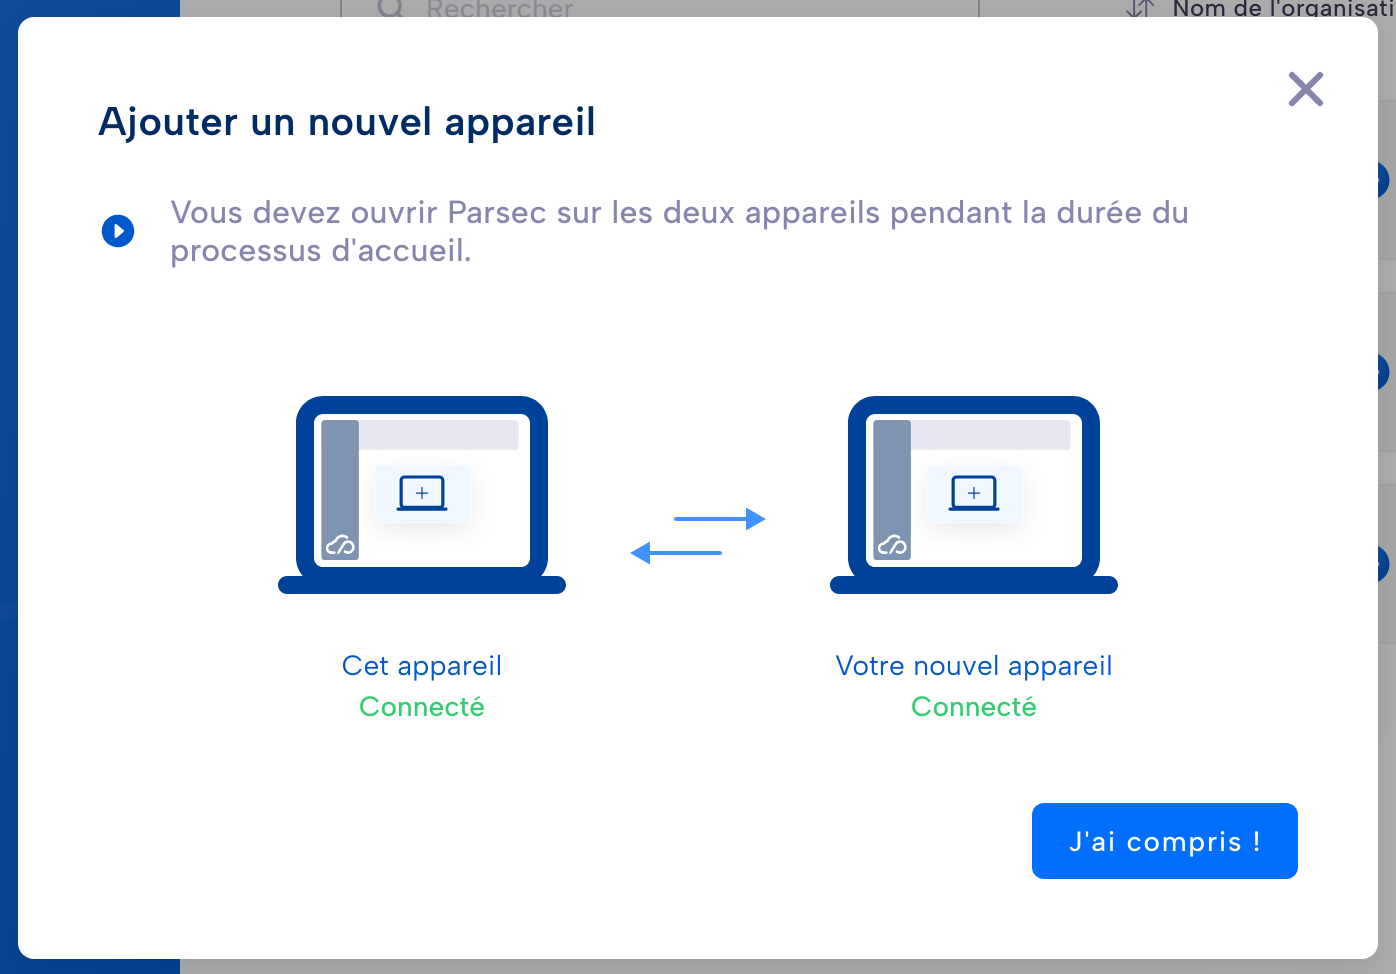 Rechercher
Nom de l'organisati
Ajouter un nouvel appareil
Vous devez ouvrir Parsec sur les deux appareils pendant la durée du
processus d'accueil.
Cet appareil
Votre nouvel appareil
Connecté
Connecté
J'ai compris !